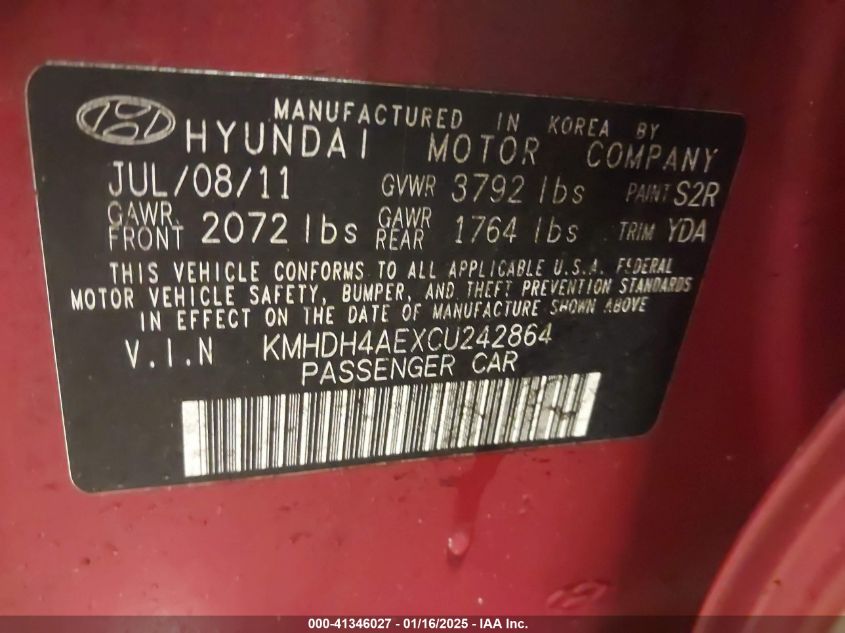 MANUFACTURED IN KOREA BY
HYUNDAI MOTOR COMPANY
JUL/08/11 GVWR 3792 lbs PAINT S2R
GAWR FRONT 2072 lbs GAWR REAR 1764 lbs TRIM YDA
THIS VEHICLE CONFORMS TO ALL APPLICABLE U.S.A. FEDERAL
MOTOR VEHICLE SAFETY, BUMPER, AND THEFT PREVENTION STANDARDS
IN EFFECT ON THE DATE OF MANUFACTURE SHOWN ABOVE
V.I.N KMHDH4AEXCU242864
PASSENGER CAR
000-41346027 - 01/16/2025 - IAA Inc.